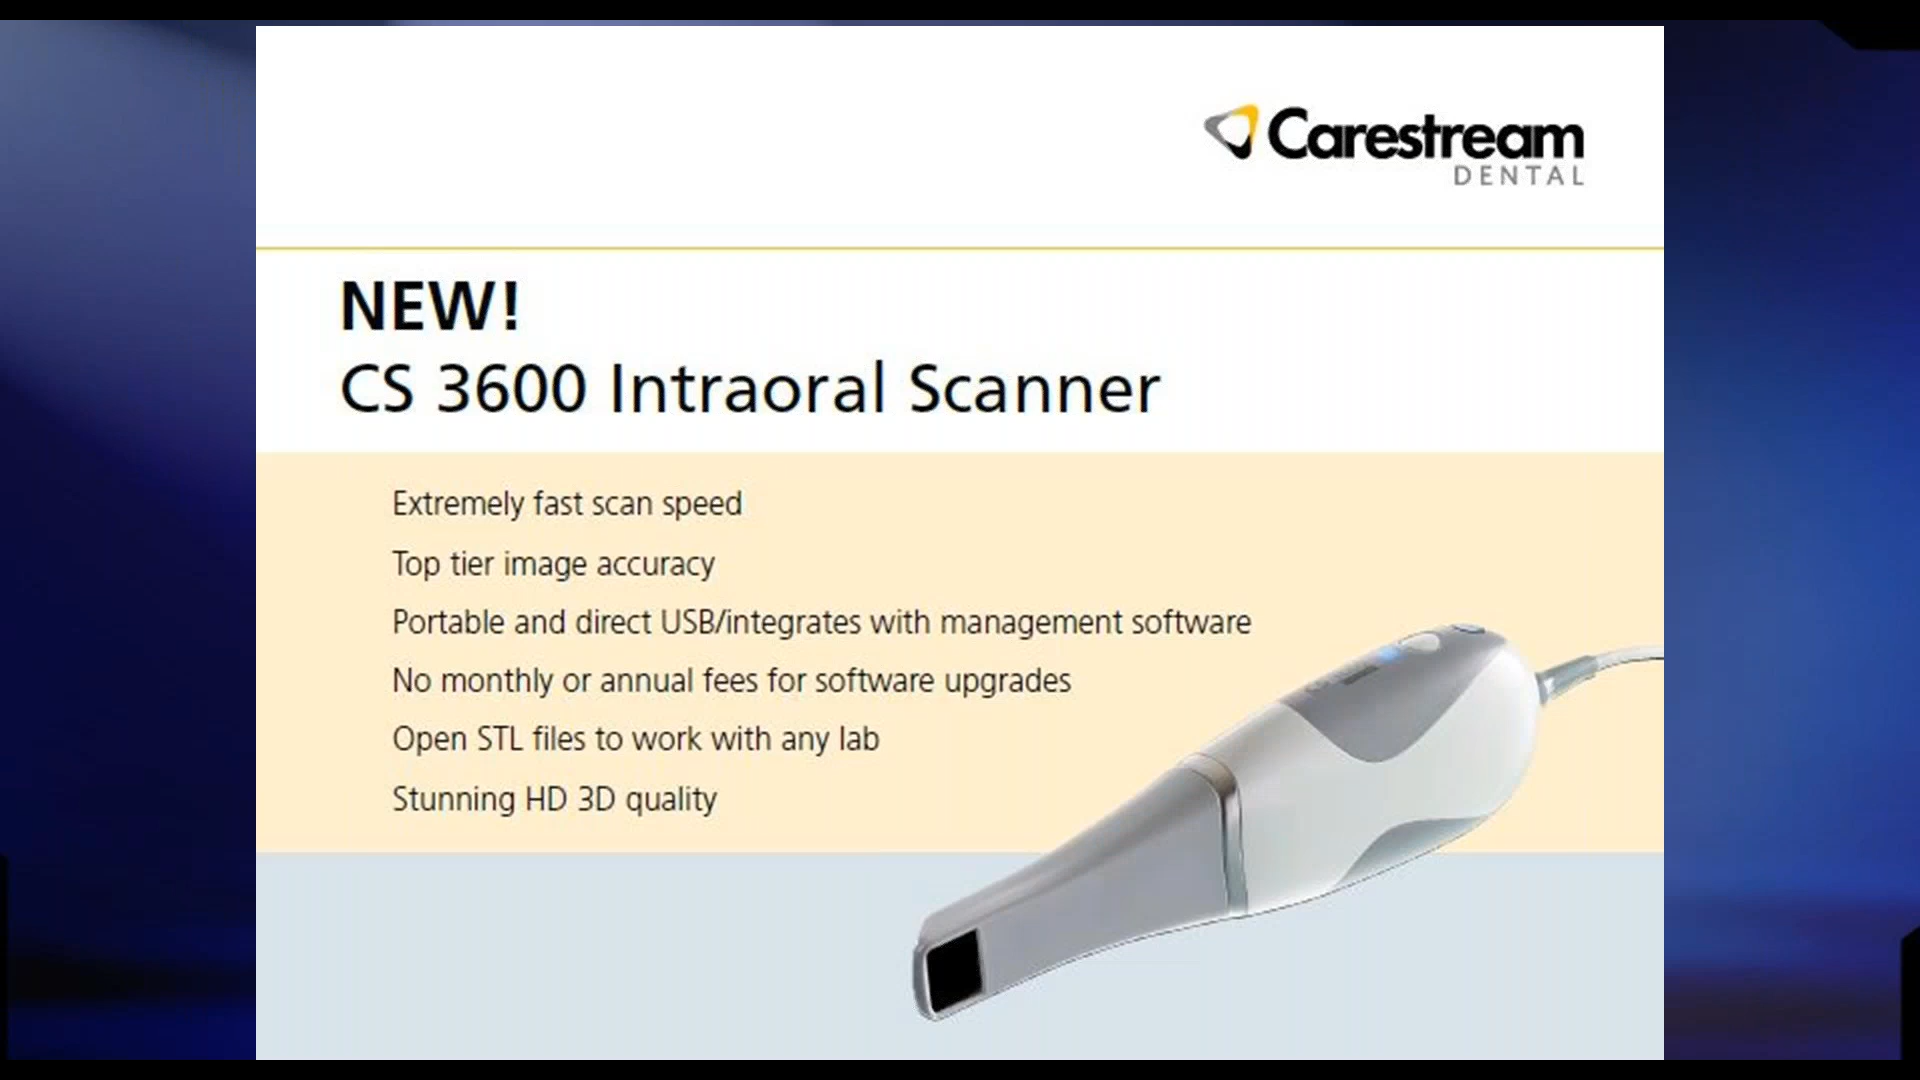 Carestream
DENTAL
NEW!
CS 3600 Intraoral Scanner
Extremely fast scan speed
Top tier image accuracy
Portable and direct USB/integrates with management software
No monthly or annual fees for software upgrades
Open STL files to work with any lab
Stunning HD 3D quality